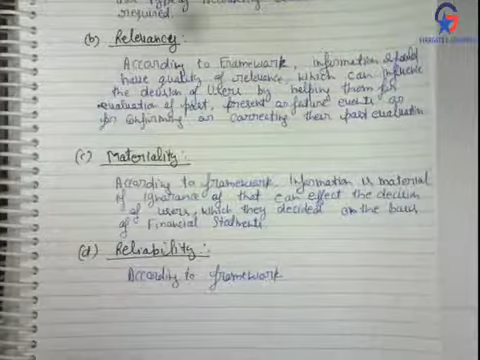 required.
(b) Relevancy:
According to Framework, information should
have quality of relevance, which can influence
the decision of users by helping them for
evaluation of past, present or future events go
for confirming or correcting their past evaluation
(c) Materiality:
According to framework Information is material
if ignorance of that can effect the decision
of users, which they decided on the basis
of Financial Statments.
(d) Reliability:
According to framework